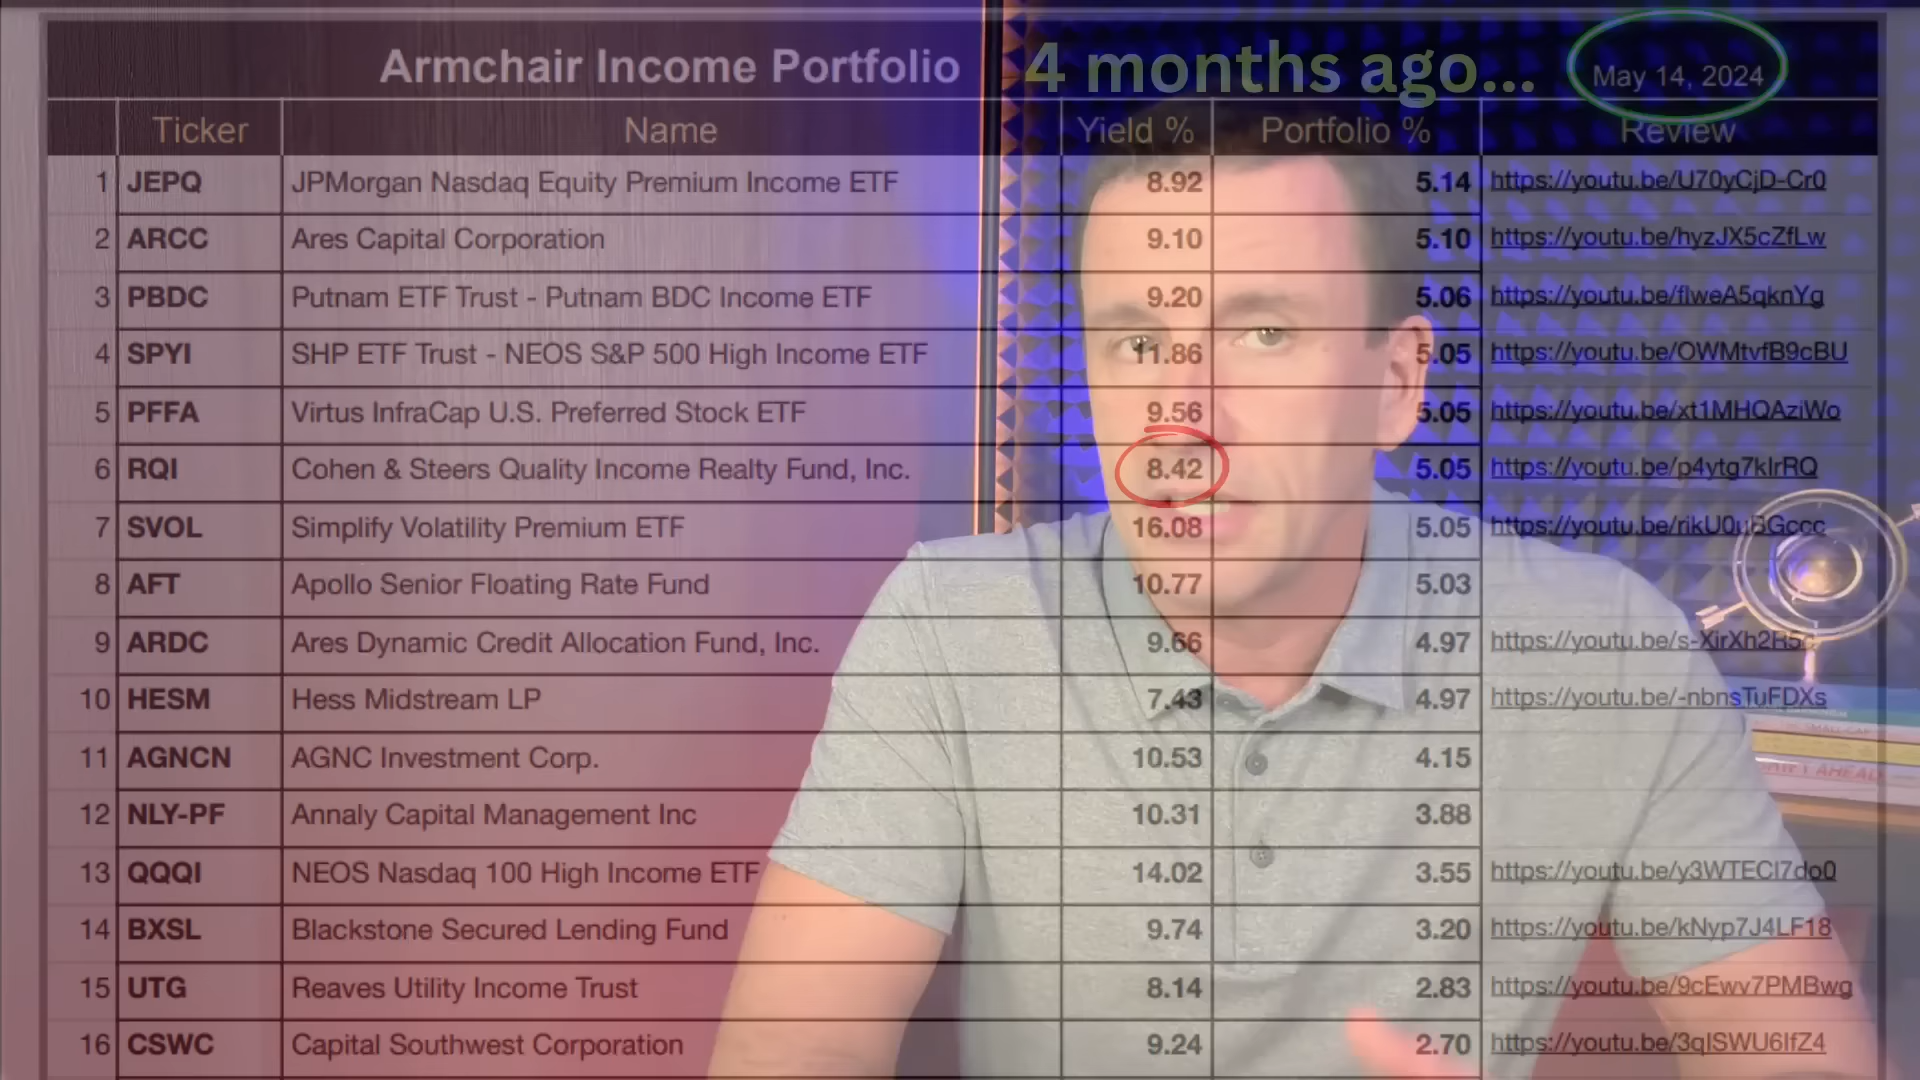 Armchair Income Portfolio 4 months ago... May 14, 2024
Ticker Name Yield % Portfolio % Review
1 JEPQ JPMorgan Nasdaq Equity Premium Income ETF 8.92 5.14 https://youtu.be/U70yCjD-Cr0
2 ARCC Ares Capital Corporation 9.10 5.10 https://youtu.be/hyzJX5cZfLw
3 PBDC Putnam ETF Trust - Putnam BDC Income ETF 9.20 5.06 https://youtu.be/flweA5qknYg
4 SPYI SHP ETF Trust - NEOS S&P 500 High Income ETF 11.86 5.05 https://youtu.be/OWMtvfB9cBU
5 PFFA Virtus InfraCap U.S. Preferred Stock ETF 9.56 5.05 https://youtu.be/xt1MHQAziWo
6 RQI Cohen & Steers Quality Income Realty Fund, Inc. 8.42 5.05 https://youtu.be/p4ytg7klrRQ
7 SVOL Simplify Volatility Premium ETF 16.08 5.05 https://youtu.be/rikU0uBGccc
8 AFT Apollo Senior Floating Rate Fund 10.77 5.03
9 ARDC Ares Dynamic Credit Allocation Fund, Inc. 9.66 4.97
10 HESM Hess Midstream LP 7.43 4.97 https://youtu.be/-nbnsTuFDXs
11 AGNCN AGNC Investment Corp. 10.53 4.15
12 NLY-PF Annaly Capital Management Inc 10.31 3.88
13 QQQI NEOS Nasdaq 100 High Income ETF 14.02 3.55 https://youtu.be/y3WTECl7do0
14 BXSL Blackstone Secured Lending Fund 9.74 3.20 https://youtu.be/kNyp7J4LF18
15 UTG Reaves Utility Income Trust 8.14 2.83 https://youtu.be/9cEwv7PMBwg
16 CSWC Capital Southwest Corporation 9.24 2.70 https://youtu.be/3qlSWU6lfZ4